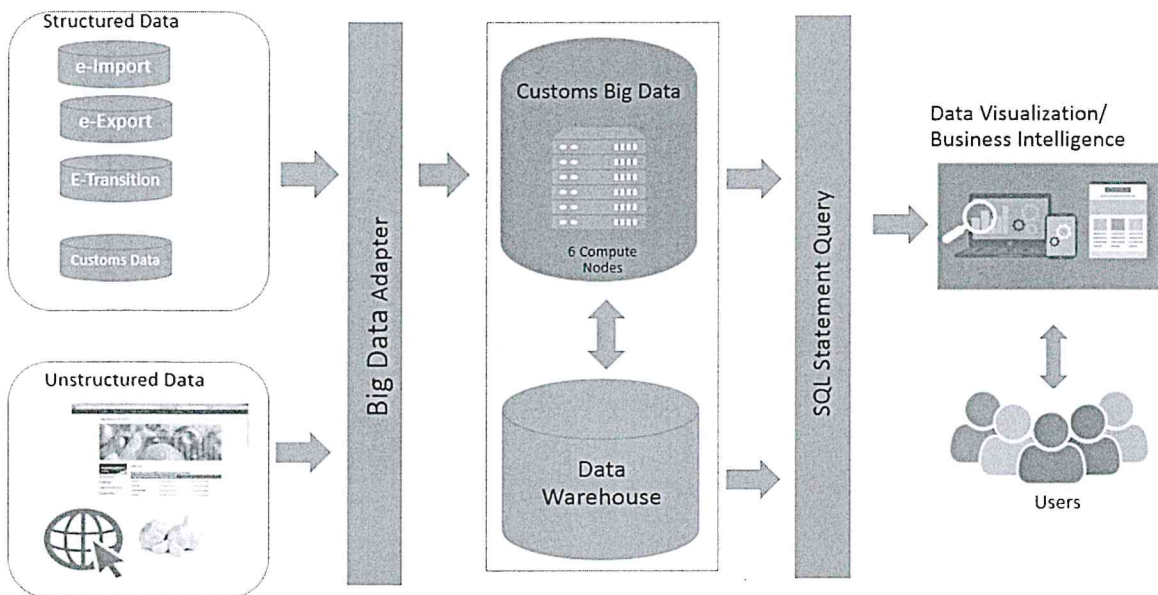 Structured Data
e-Import
e-Export
E-Transition
Customs Data
Unstructured Data
Big Data Adapter
Customs Big Data
6 Compute
Nodes
Data
Warehouse
SQL Statement Query
Data Visualization/
Business Intelligence
Users